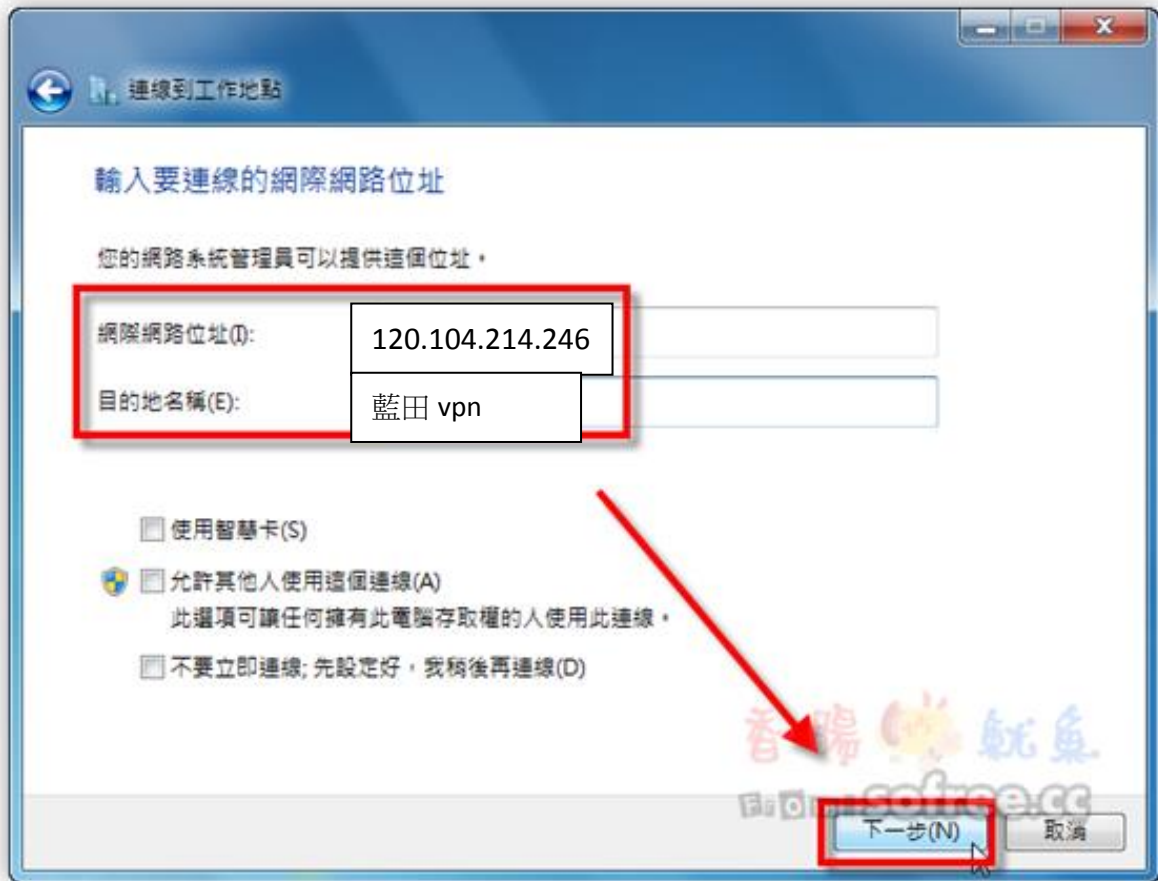 連線到工作地點
輸入要連線的網際網路位址
您的網路系統管理員可以提供這個位址。
網際網路位址(I): 120.104.214.246
目的地名稱(E): 藍田 vpn
使用智慧卡(S)
允許其他人使用這個連線(A)
此選項可讓任何擁有此電腦存取權的人使用此連線。
不要立即連線; 先設定好，我稍後再連線(D)
香腸 魷魚
From: sofree.cc
下一步(N) 取消